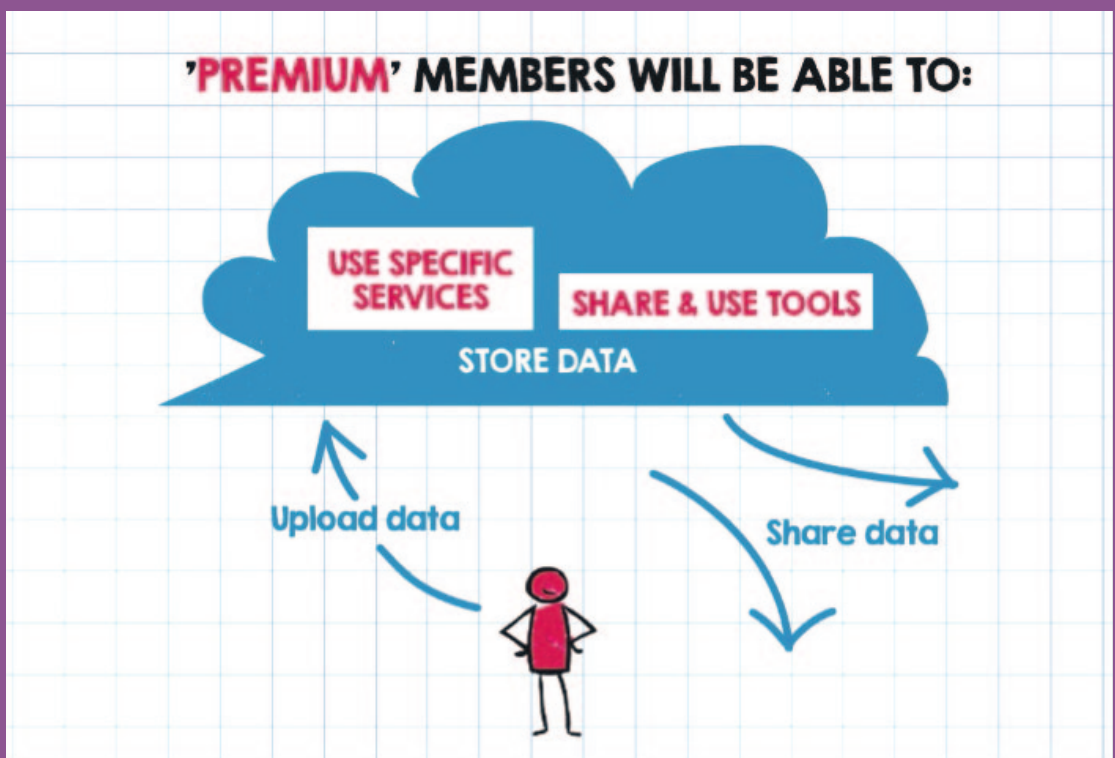 ’PREMIUM’ MEMBERS WILL BE ABLE TO:
USE SPECIFIC
SERVICES
SHARE & USE TOOLS
STORE DATA
Upload data
Share data